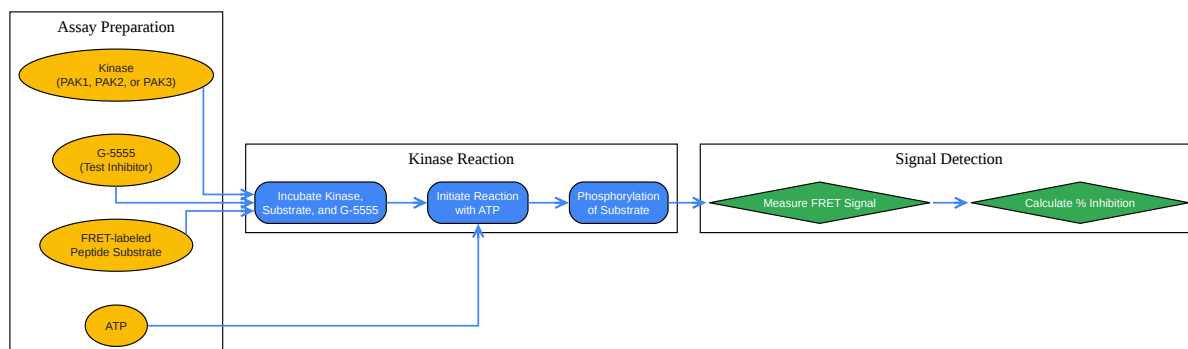 Assay Preparation
Kinase
(PAK1, PAK2, or PAK3)
G-5555
(Test Inhibitor)
FRET-labeled
Peptide Substrate
ATP
Kinase Reaction
Incubate Kinase,
Substrate, and G-5555
Initiate Reaction
with ATP
Phosphorylation
of Substrate
Signal Detection
Measure FRET Signal
Calculate % Inhibition